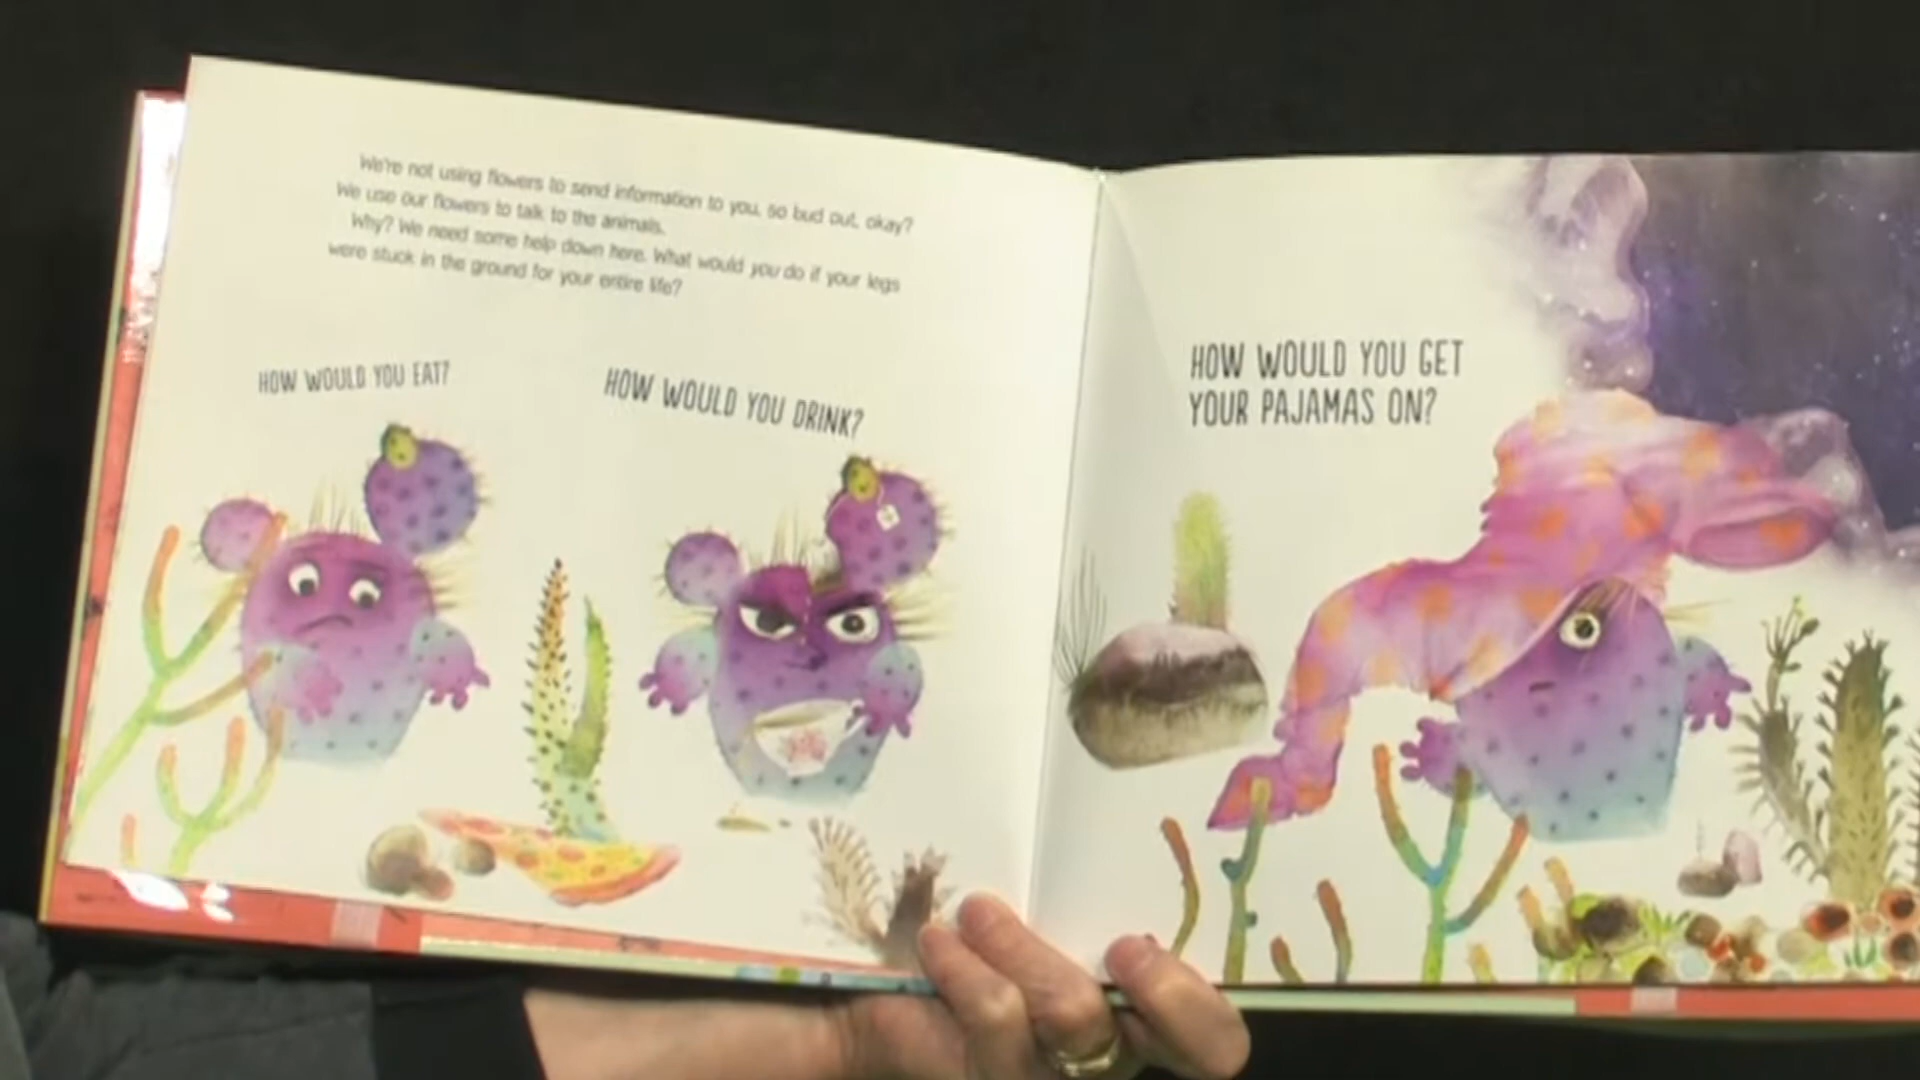 We're not using flowers to send information to you, so bud out, okay?
We use our flowers to talk to the animals.
Why? We need some help down here. What would you do if your legs
were stuck in the ground for your entire life?
HOW WOULD YOU EAT?
HOW WOULD YOU DRINK?
HOW WOULD YOU GET
YOUR PAJAMAS ON?